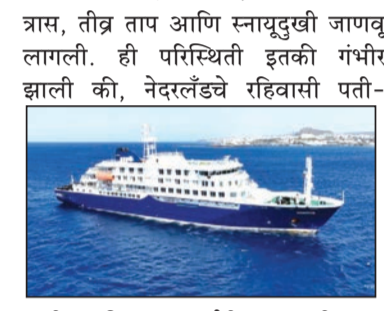 त्रास, तीव्र ताप आणि स्नायूदुखी जाणवू
लागली. ही परिस्थिती इतकी गंभीर
झाली की, नेदरलँडचे रहिवासी पती-